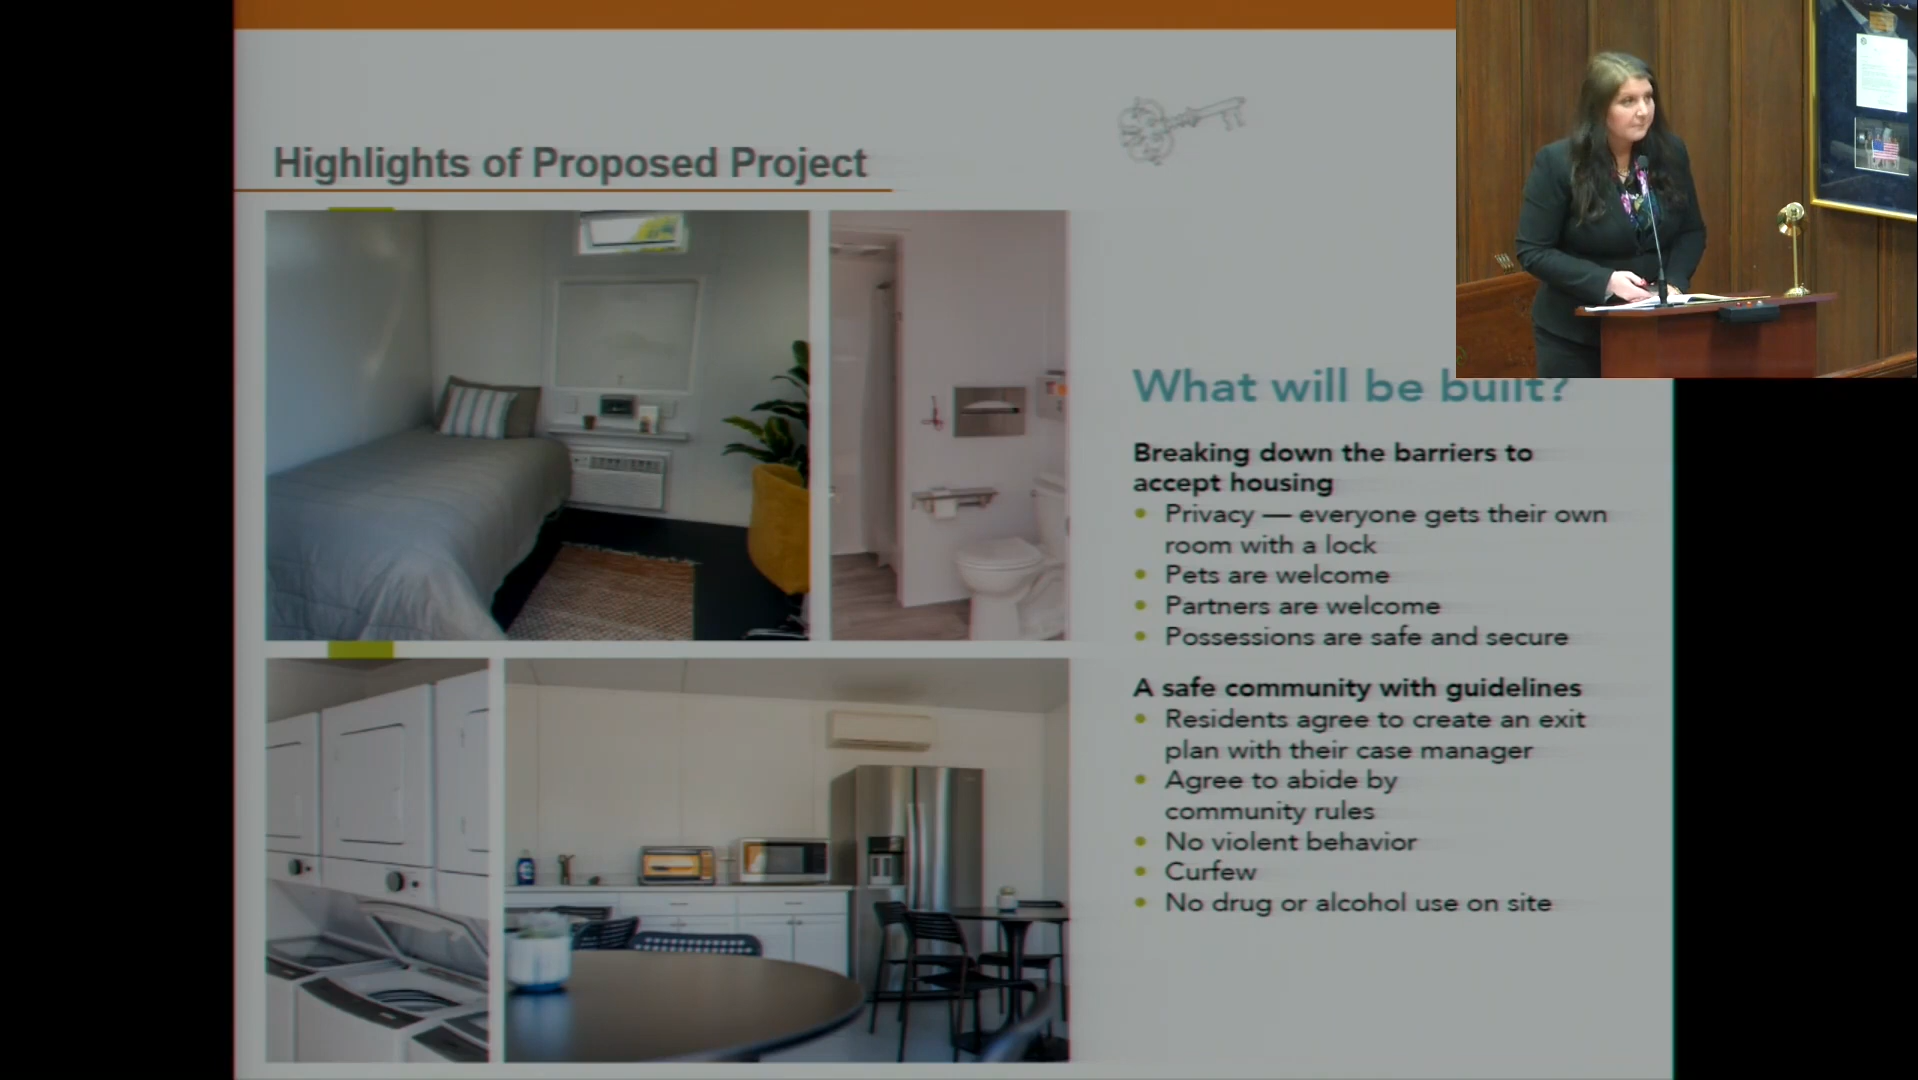 Highlights of Proposed Project
What will be built?
Breaking down the barriers to
accept housing
• Privacy — everyone gets their own
room with a lock
• Pets are welcome
• Partners are welcome
• Possessions are safe and secure
A safe community with guidelines
• Residents agree to create an exit
plan with their case manager
• Agree to abide by
community rules
• No violent behavior
• Curfew
• No drug or alcohol use on site